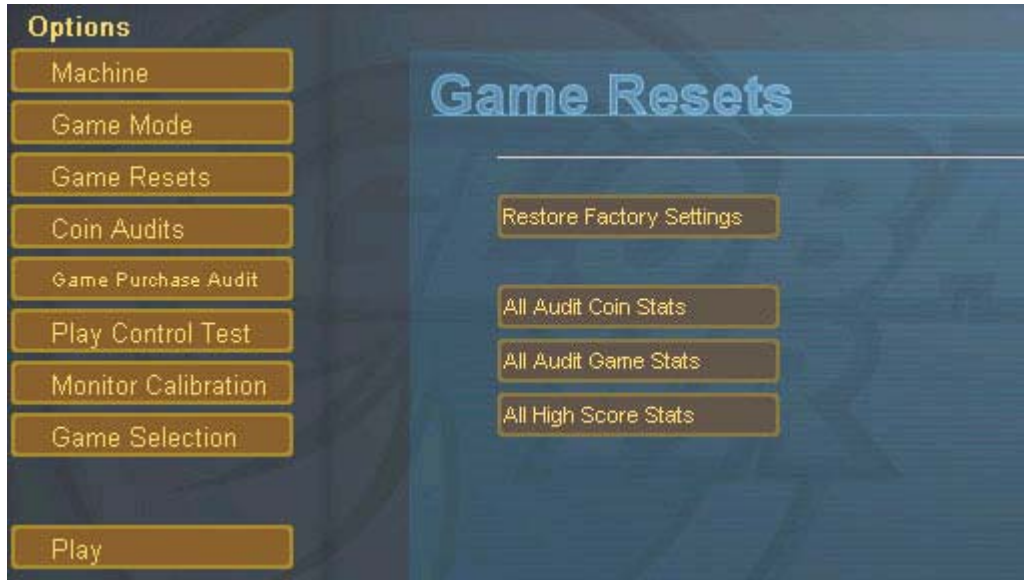 Options
Machine
Game Mode
Game Resets
Coin Audits
Game Purchase Audit
Play Control Test
Monitor Calibration
Game Selection
Play
Game Resets
Restore Factory Settings
All Audit Coin Stats
All Audit Game Stats
All High Score Stats